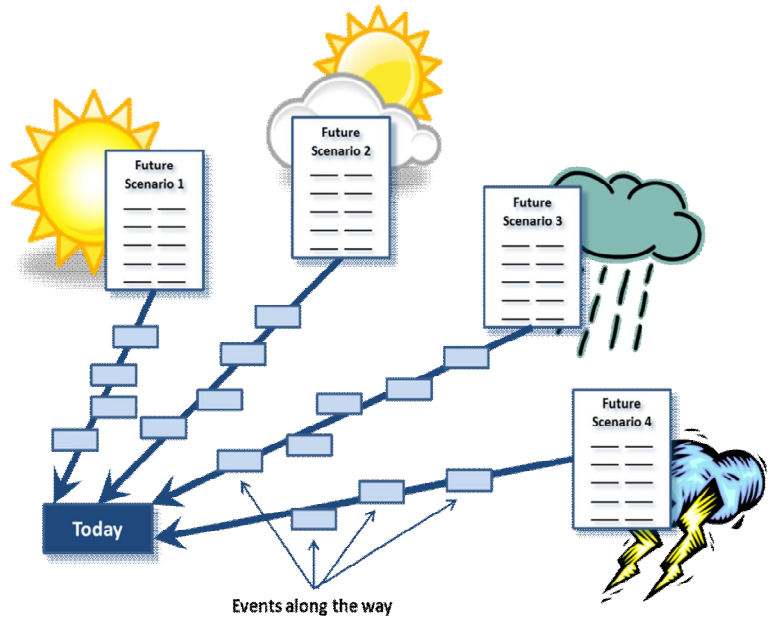 Future
Scenario 1
Future
Scenario 2
Future
Scenario 3
Future
Scenario 4
Today
Events along the way